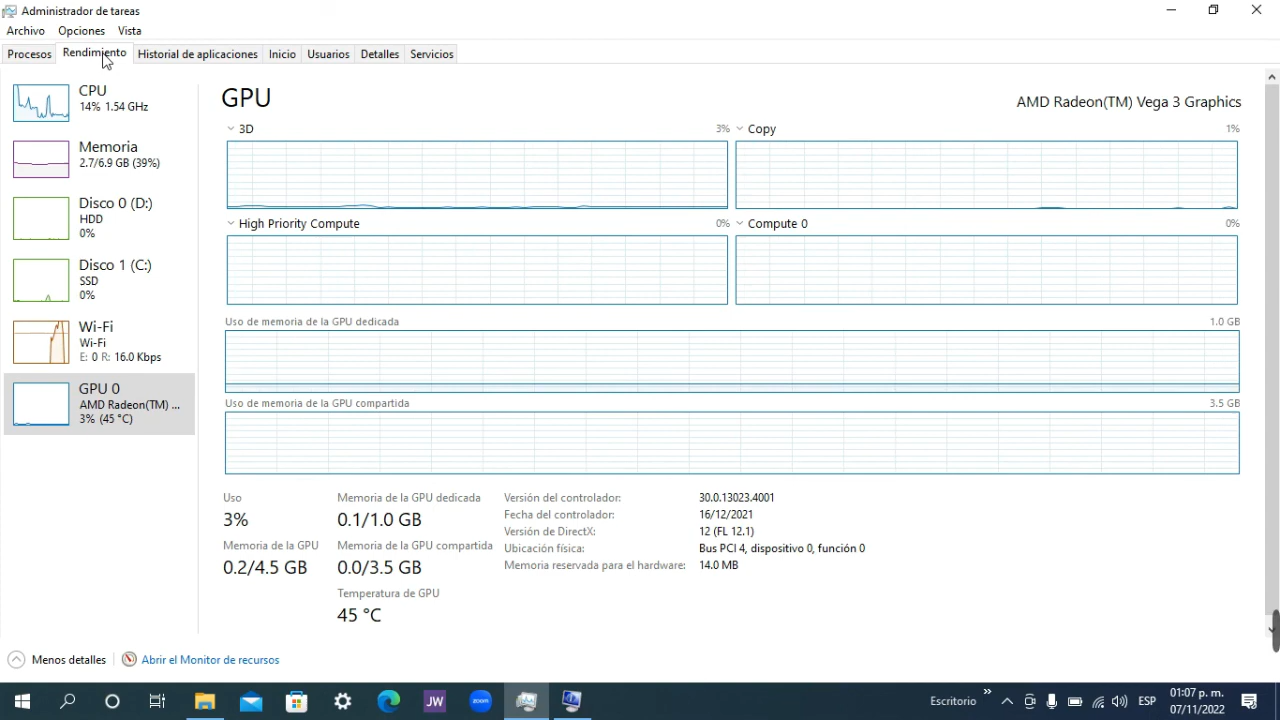 Administrador de tareas
Archivo Opciones Vista
Procesos Rendimiento Historial de aplicaciones Inicio Usuarios Detalles Servicios
CPU
14% 1.54 GHz
Memoria
2.7/6.9 GB (39%)
Disco 0 (D:)
HDD
0%
Disco 1 (C:)
SSD
0%
Wi-Fi
Wi-Fi
E: 0 R: 16.0 Kbps
GPU 0
AMD Radeon(TM) ...
3% (45 °C)
GPU
AMD Radeon(TM) Vega 3 Graphics
3D 3% Copy 1%
High Priority Compute 0% Compute 0 0%
Uso de memoria de la GPU dedicada 1.0 GB
Uso de memoria de la GPU compartida 3.5 GB
Uso
3%
Memoria de la GPU
0.2/4.5 GB
Memoria de la GPU dedicada
0.1/1.0 GB
Memoria de la GPU compartida
0.0/3.5 GB
Temperatura de GPU
45 °C
Versión del controlador: 30.0.13023.4001
Fecha del controlador: 16/12/2021
Versión de DirectX: 12 (FL 12.1)
Ubicación física: Bus PCI 4, dispositivo 0, función 0
Memoria reservada para el hardware: 14.0 MB
Menos detalles Abrir el Monitor de recursos
JW zoom Escritorio ESP 01:07 p. m.
07/11/2022